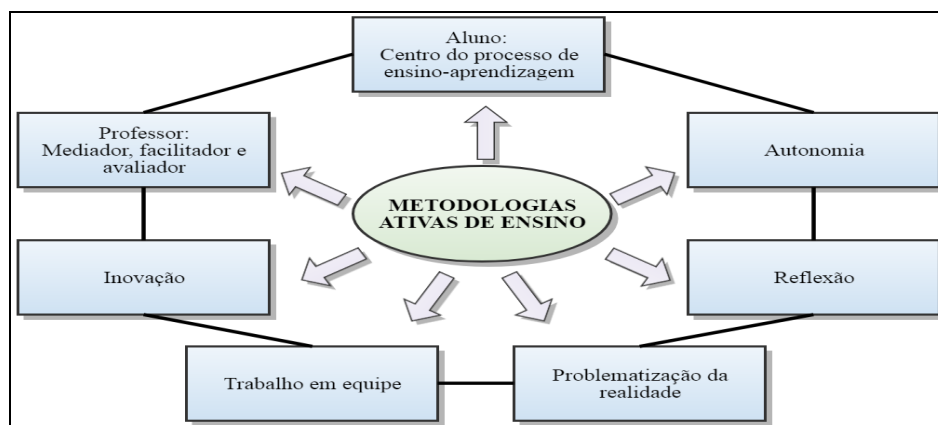 Aluno:
Centro do processo de
ensino-aprendizagem
Professor:
Mediador, facilitador e
avaliador
Autonomia
METODOLOGIAS
ATIVAS DE ENSINO
Inovação
Reflexão
Trabalho em equipe
Problematização da
realidade